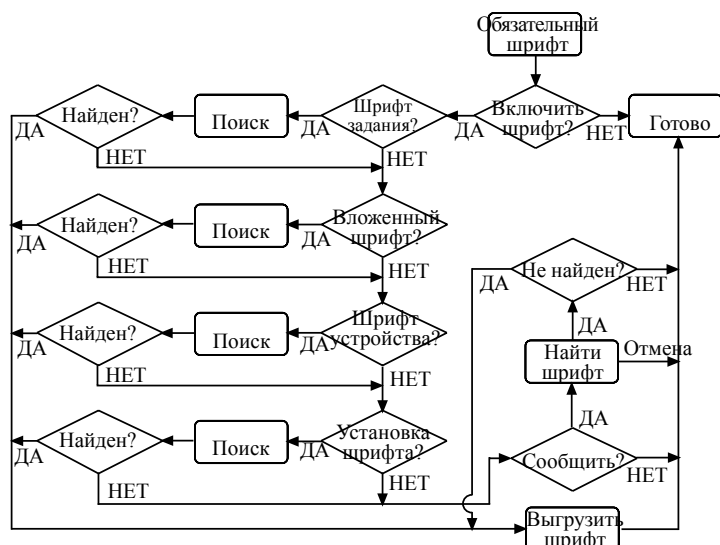 Обязательный
шрифт
Найден?
Поиск
Шрифт
задания?
Включить
шрифт?
Готово
ДА
ДА
ДА
НЕТ
НЕТ
НЕТ
Найден?
Поиск
Вложенный
шрифт?
ДА
ДА
НЕТ
НЕТ
Не найден?
ДА
НЕТ
Найден?
Поиск
Шрифт
устройства?
ДА
ДА
НЕТ
НЕТ
ДА
Найти
шрифт
Отмена
Найден?
Поиск
Установка
шрифта?
ДА
ДА
НЕТ
НЕТ
ДА
Сообщить?
НЕТ
Выгрузить
шрифт